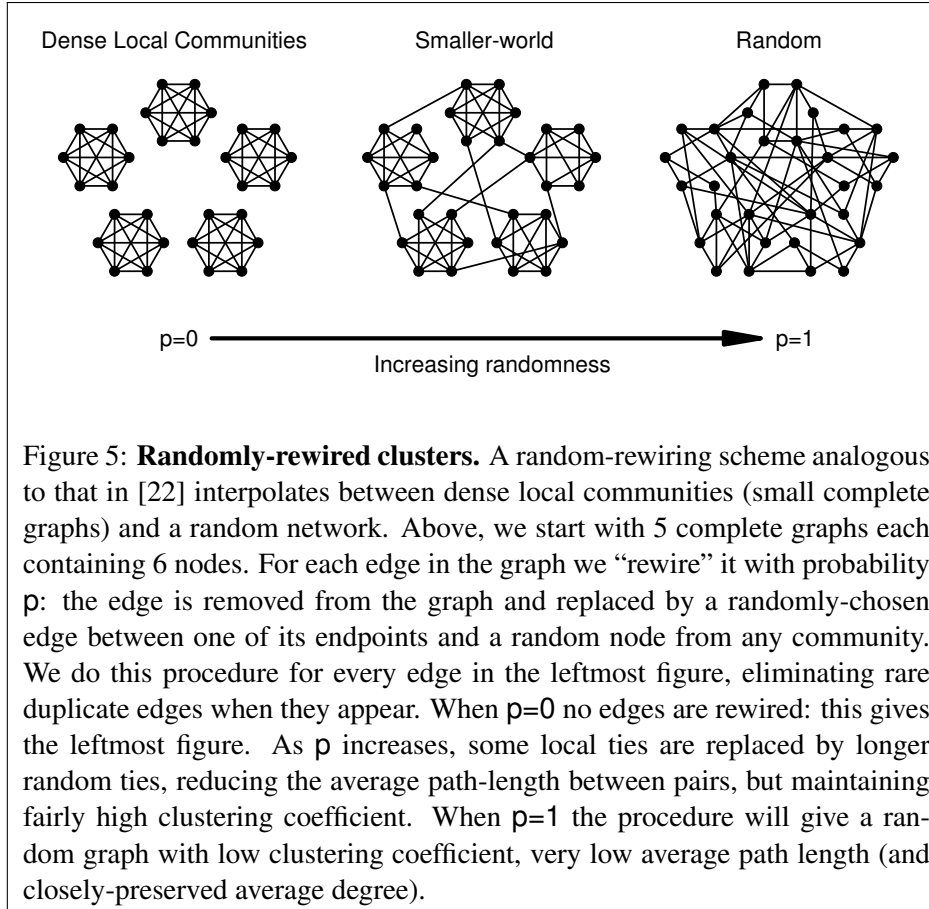 Dense Local Communities
Smaller-world
Random
p=0
p=1
Increasing randomness
Figure 5: Randomly-rewired clusters. A random-rewiring scheme analogous
to that in [22] interpolates between dense local communities (small complete
graphs) and a random network. Above, we start with 5 complete graphs each
containing 6 nodes. For each edge in the graph we “rewire” it with probability
p: the edge is removed from the graph and replaced by a randomly-chosen
edge between one of its endpoints and a random node from any community.
We do this procedure for every edge in the leftmost figure, eliminating rare
duplicate edges when they appear. When p=0 no edges are rewired: this gives
the leftmost figure. As p increases, some local ties are replaced by longer
random ties, reducing the average path-length between pairs, but maintaining
fairly high clustering coefficient. When p=1 the procedure will give a ran-
dom graph with low clustering coefficient, very low average path length (and
closely-preserved average degree).